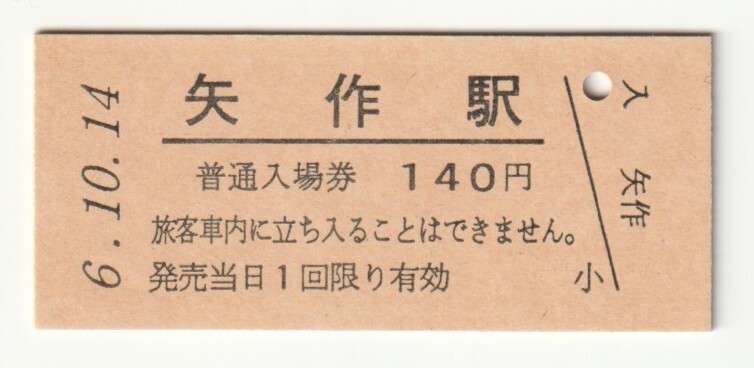 6.10.14
矢作駅
普通入場券 140円
旅客車内に立ち入ることはできません。
発売当日1回限り有効
小
入
矢作